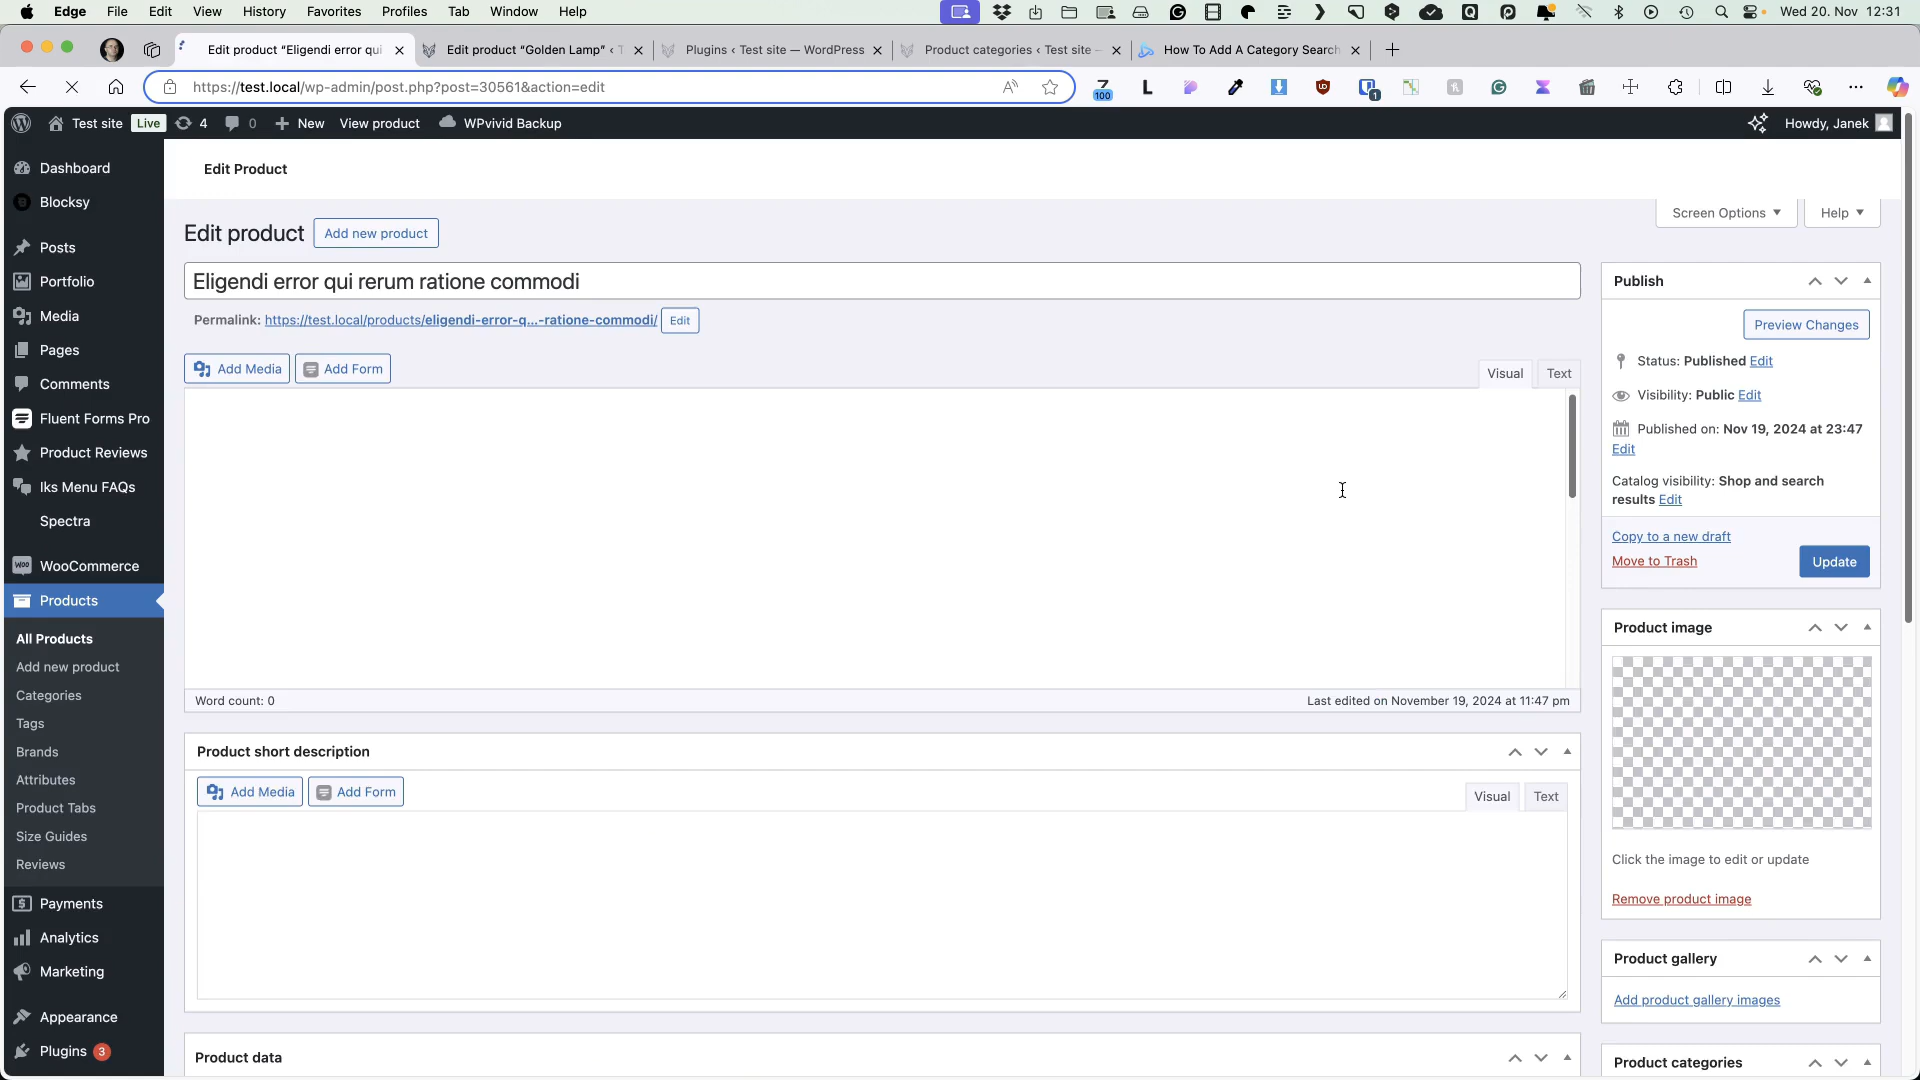 Edge File Edit View History Favorites Profiles Tab Window Help Wed 20. Nov 12:31
Edit product “Eligendi error qui Edit product “Golden Lamp” ‹ T Plugins ‹ Test site — WordPress Product categories ‹ Test site – How To Add A Category Search
https://test.local/wp-admin/post.php?post=30561&action=edit
100
1
Test site Live 4 0 New View product WPvivid Backup Howdy, Janek
Dashboard
Blocksy
Posts
Portfolio
Media
Pages
Comments
Fluent Forms Pro
Product Reviews
Iks Menu FAQs
Spectra
WooCommerce
Products
All Products
Add new product
Categories
Tags
Brands
Attributes
Product Tabs
Size Guides
Reviews
Payments
Analytics
Marketing
Appearance
Plugins 3
Edit Product
Screen Options Help
Edit product Add new product
Eligendi error qui rerum ratione commodi
Permalink: https://test.local/products/eligendi-error-q...-ratione-commodi/ Edit
Add Media Add Form
Visual Text
Word count: 0 Last edited on November 19, 2024 at 11:47 pm
Product short description
Add Media Add Form
Visual Text
Product data
Publish
Preview Changes
Status: Published Edit
Visibility: Public Edit
Published on: Nov 19, 2024 at 23:47
Edit
Catalog visibility: Shop and search
results Edit
Copy to a new draft
Move to Trash
Update
Product image
Click the image to edit or update
Remove product image
Product gallery
Add product gallery images
Product categories